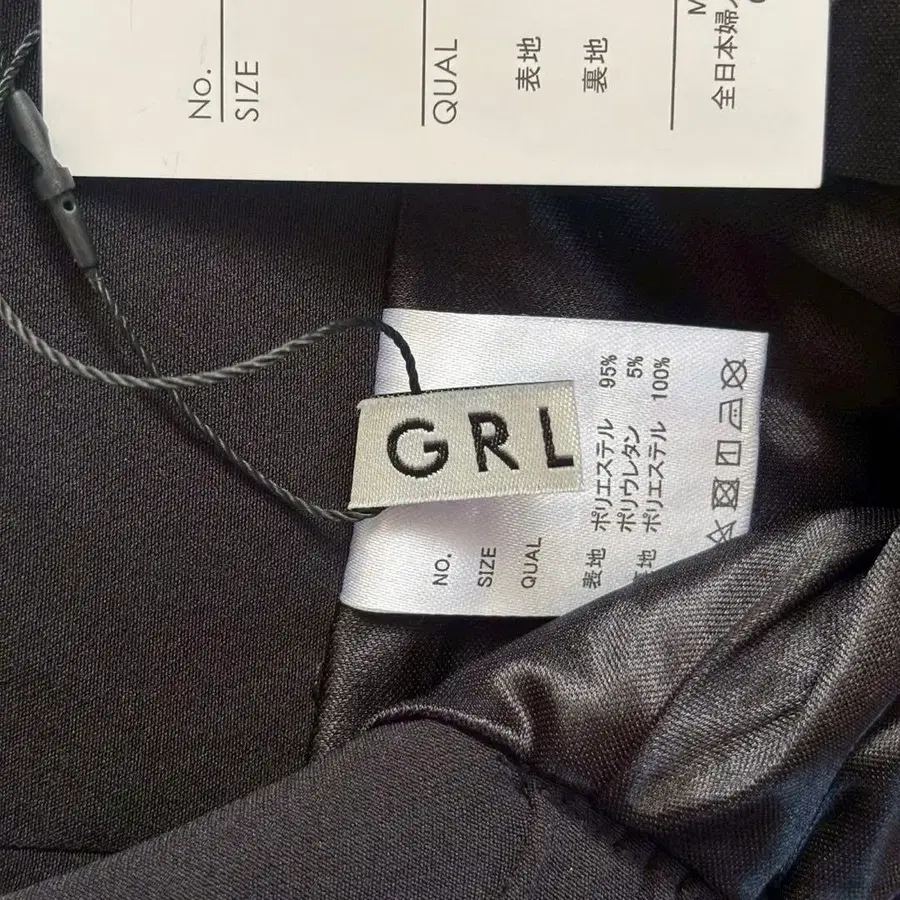 No.
SIZE
QUAL
表地
裏地
全日本婦人
GRL
NO.
SIZE
QUAL
表地 ポリエステル 95%
ポリウレタン 5%
ポリエステル 100%